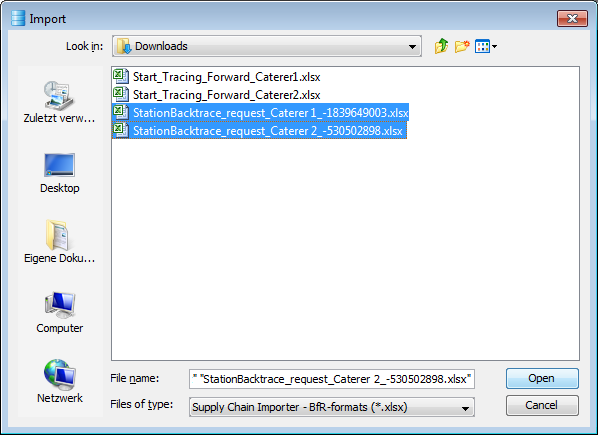 Import
Look in: Downloads
Start_Tracing_Forward_Caterer1.xlsx
Start_Tracing_Forward_Caterer2.xlsx
StationBacktrace_request_Caterer 1_-1839649003.xlsx
StationBacktrace_request_Caterer 2_-530502898.xlsx
Zuletzt verw...
Desktop
Eigene Doku...
Computer
Netzwerk
File name: " "StationBacktrace_request_Caterer 2_-530502898.xlsx"
Open
Files of type: Supply Chain Importer - BfR-formats (*.xlsx)
Cancel